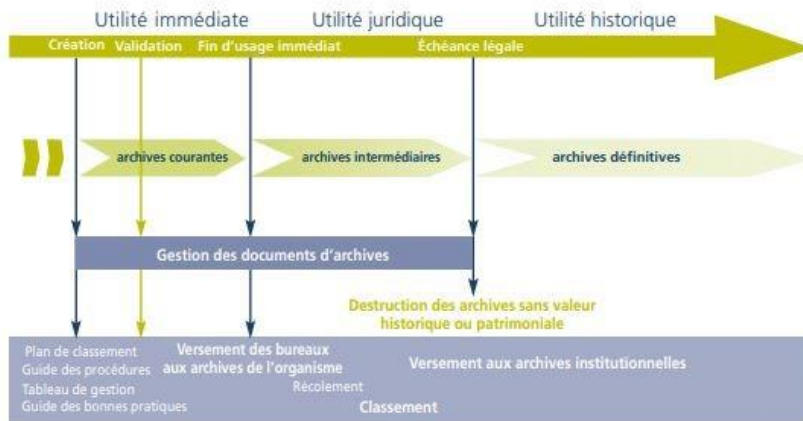 Utilité immédiate
Utilité juridique
Utilité historique
Création
Validation
Fin d'usage immédiat
Échéance légale
archives courantes
archives intermédiaires
archives définitives
Gestion des documents d'archives
Destruction des archives sans valeur
historique ou patrimoniale
Plan de classement
Guide des procédures
Tableau de gestion
Guide des bonnes pratiques
Versement des bureaux
aux archives de l'organisme
Récolement
Versement aux archives institutionnelles
Classement